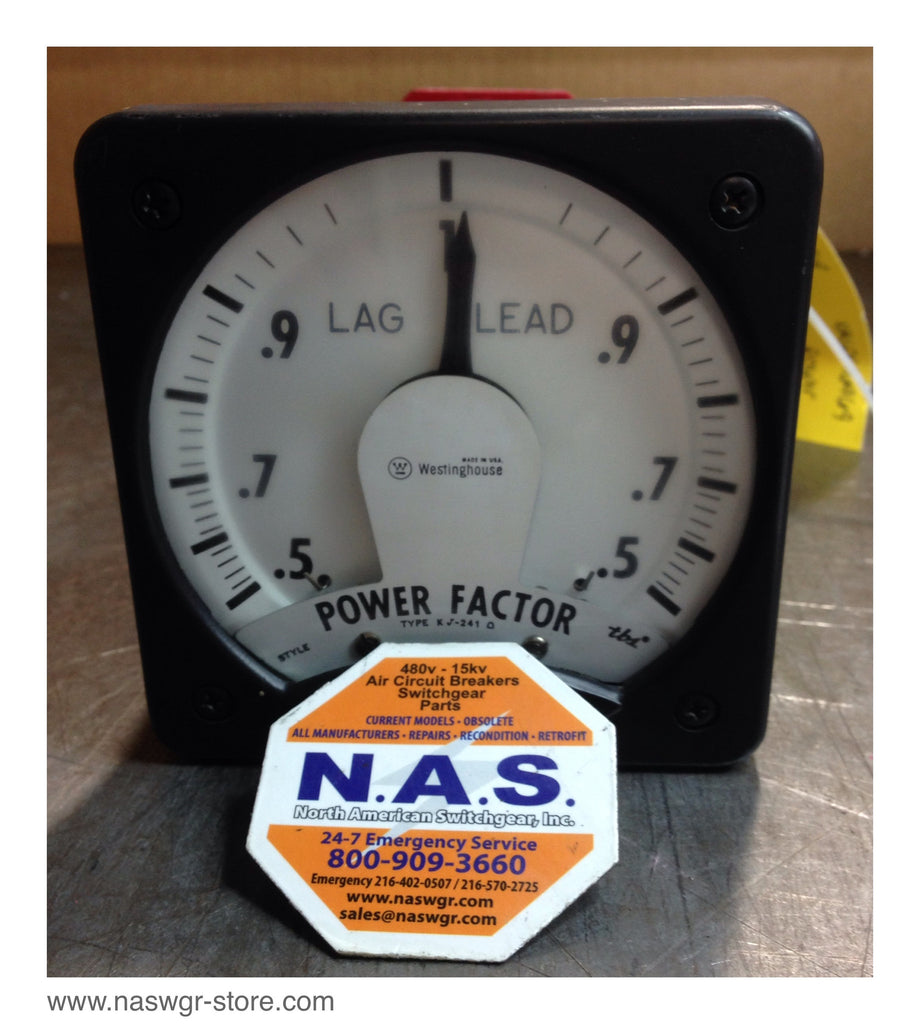 1
1
LAG LEAD
.9 .9
MADE IN U.S.A.
W Westinghouse
.7 .7
.5 .5
POWER FACTOR
TYPE KJ-241
STYLE
480v - 15kv
Air Circuit Breakers
Switchgear
Parts
CURRENT MODELS • OBSOLETE
ALL MANUFACTURERS • REPAIRS • RECONDITION • RETROFIT
N.A.S.
North American Switchgear, Inc.
24-7 Emergency Service
800-909-3660
Emergency 216-402-0507 / 216-570-2725
www.naswgr.com
sales@naswgr.com
www.naswgr-store.com